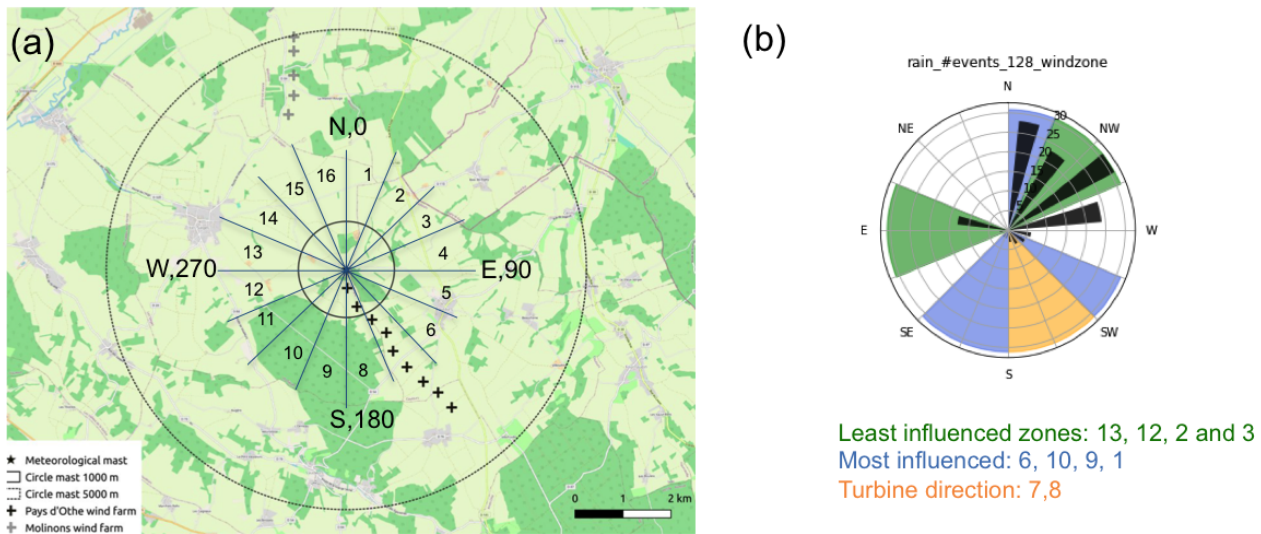 (a)
N,0
16
1
15
2
14
3
13
4
W,270
E,90
12
5
11
6
10
9
8
S,180
Meteorological mast
Circle mast 1000 m
Circle mast 5000 m
Pays d'Othe wind farm
Molinons wind farm
0 1 2 km
(b)
rain_#events_128_windzone
N
NE
NW
30
25
20
15
10
5
E
W
SE
SW
S
Least influenced zones: 13, 12, 2 and 3
Most influenced: 6, 10, 9, 1
Turbine direction: 7,8